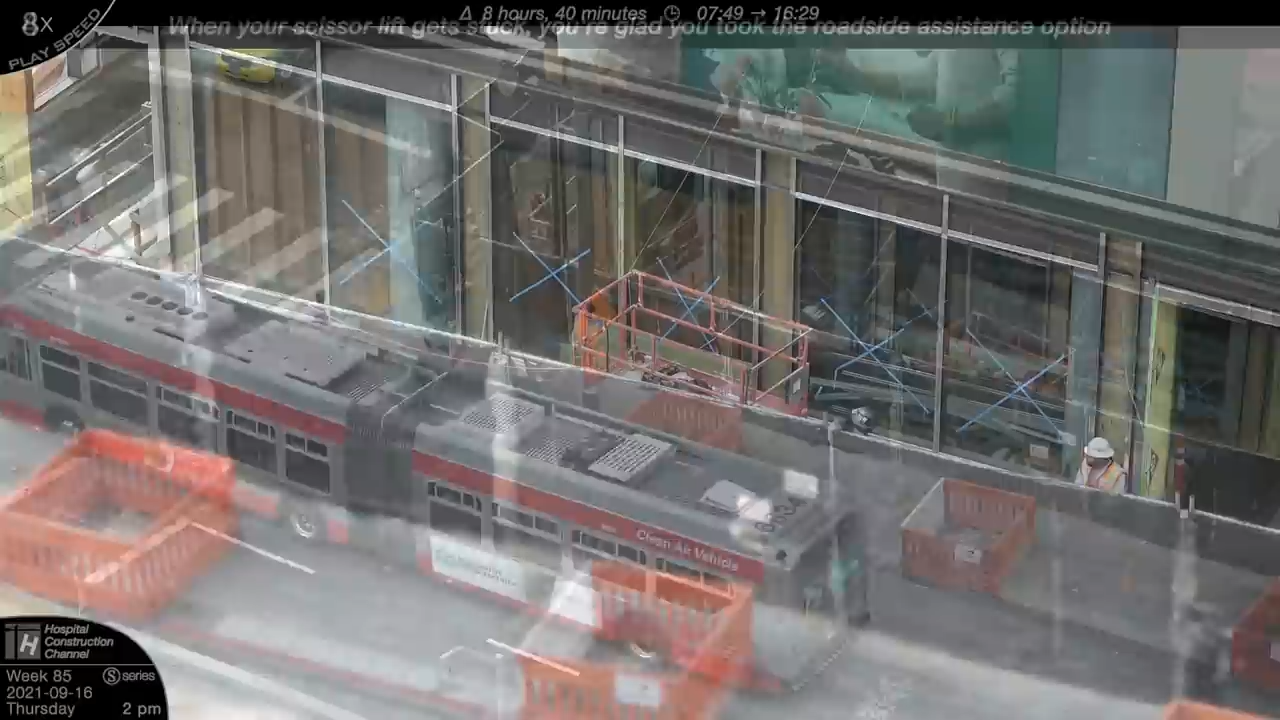 Δ 8 hours, 40 minutes 07:49 → 16:29
8X
PLAY SPEED
When your scissor lift gets stuck, you're glad you took the roadside assistance option
Clean Air Vehicle
Hospital
Construction
Channel
Week 85 S series
2021-09-16
Thursday 2 pm